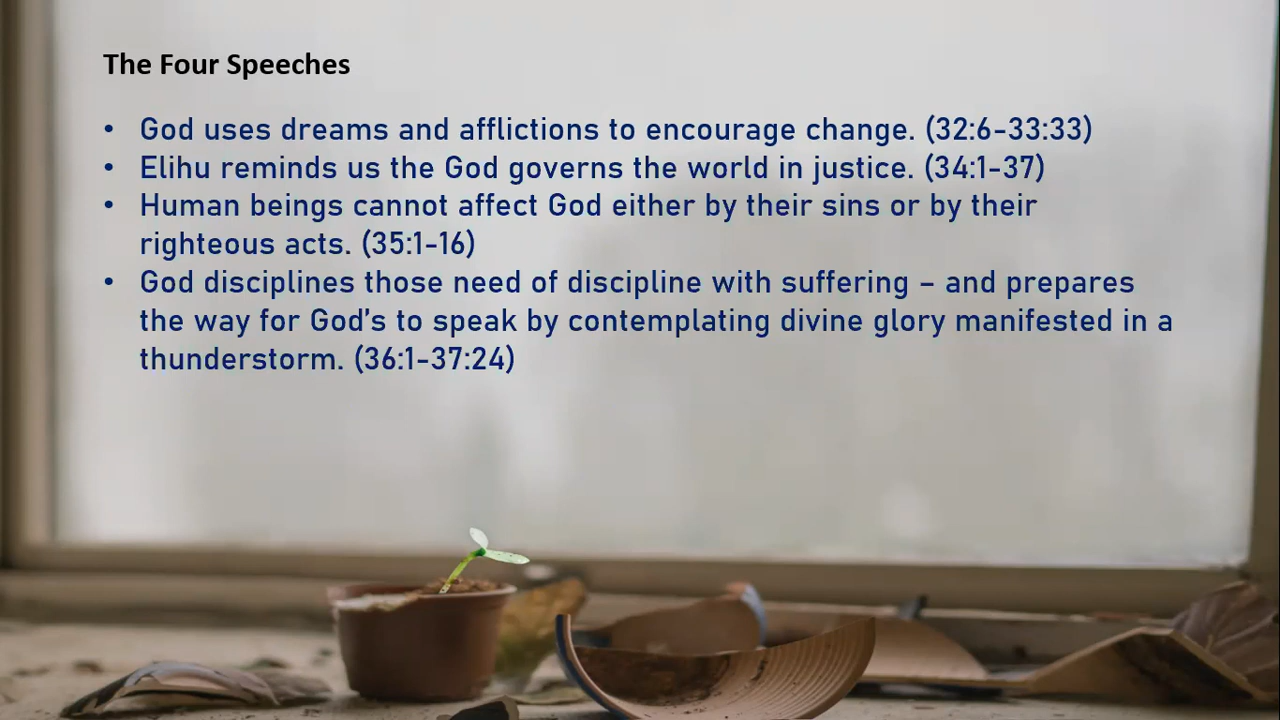 The Four Speeches
• God uses dreams and afflictions to encourage change. (32:6-33:33)
• Elihu reminds us the God governs the world in justice. (34:1-37)
• Human beings cannot affect God either by their sins or by their
righteous acts. (35:1-16)
• God disciplines those need of discipline with suffering – and prepares
the way for God's to speak by contemplating divine glory manifested in a
thunderstorm. (36:1-37:24)